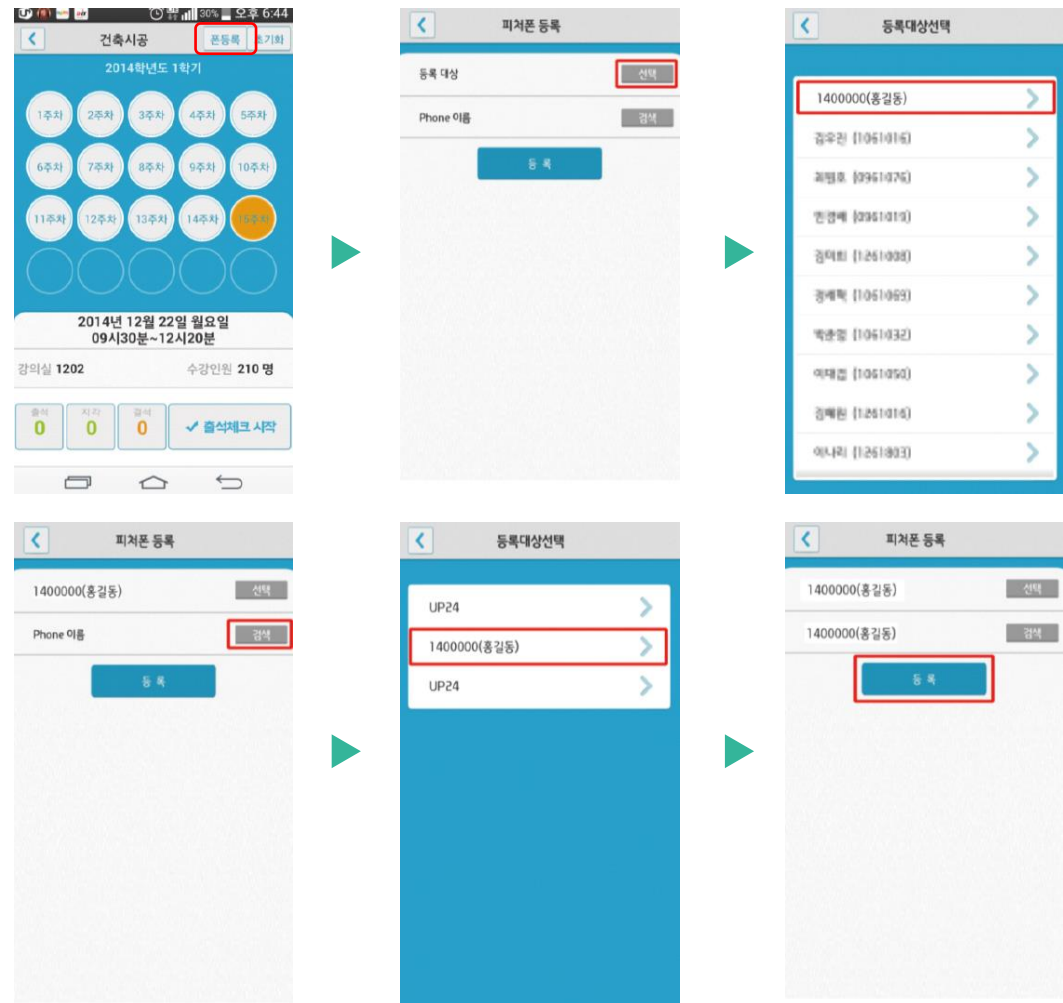 30% 오후 6:44
건축시공
폰등록
초기화
2014학년도 1학기
1주차 2주차 3주차 4주차 5주차
6주차 7주차 8주차 9주차 10주차
11주차 12주차 13주차 14주차 15주차
2014년 12월 22일 월요일
09시30분~12시20분
강의실 1202 수강인원 210 명
출석 지각 결석
0 0 0 출석체크 시작
피처폰 등록
등록 대상 선택
Phone 이름 검색
등 록
등록대상선택
1400000(홍길동)
피처폰 등록
1400000(홍길동) 선택
Phone 이름 검색
등 록
등록대상선택
UP24
1400000(홍길동)
UP24
피처폰 등록
1400000(홍길동) 선택
1400000(홍길동) 검색
등 록